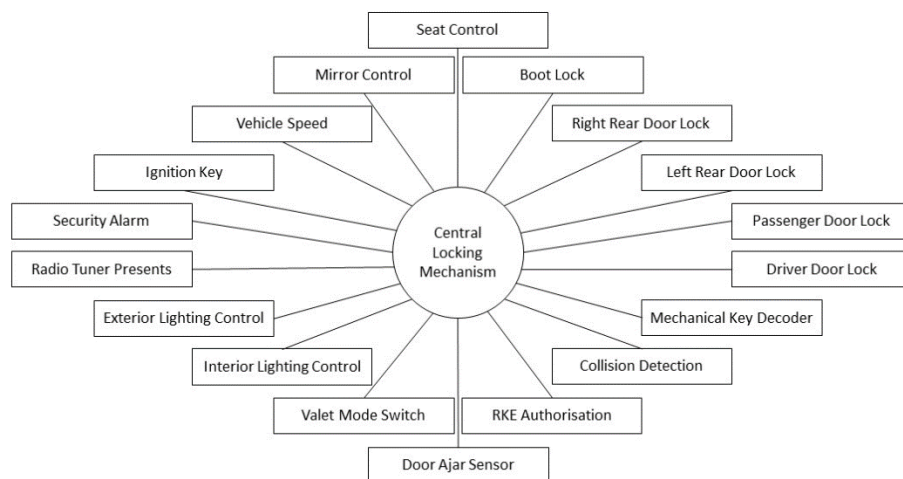 Seat Control
Mirror Control
Boot Lock
Vehicle Speed
Right Rear Door Lock
Ignition Key
Left Rear Door Lock
Security Alarm
Passenger Door Lock
Central
Locking
Mechanism
Radio Tuner Presents
Driver Door Lock
Exterior Lighting Control
Mechanical Key Decoder
Interior Lighting Control
Collision Detection
Valet Mode Switch
RKE Authorisation
Door Ajar Sensor